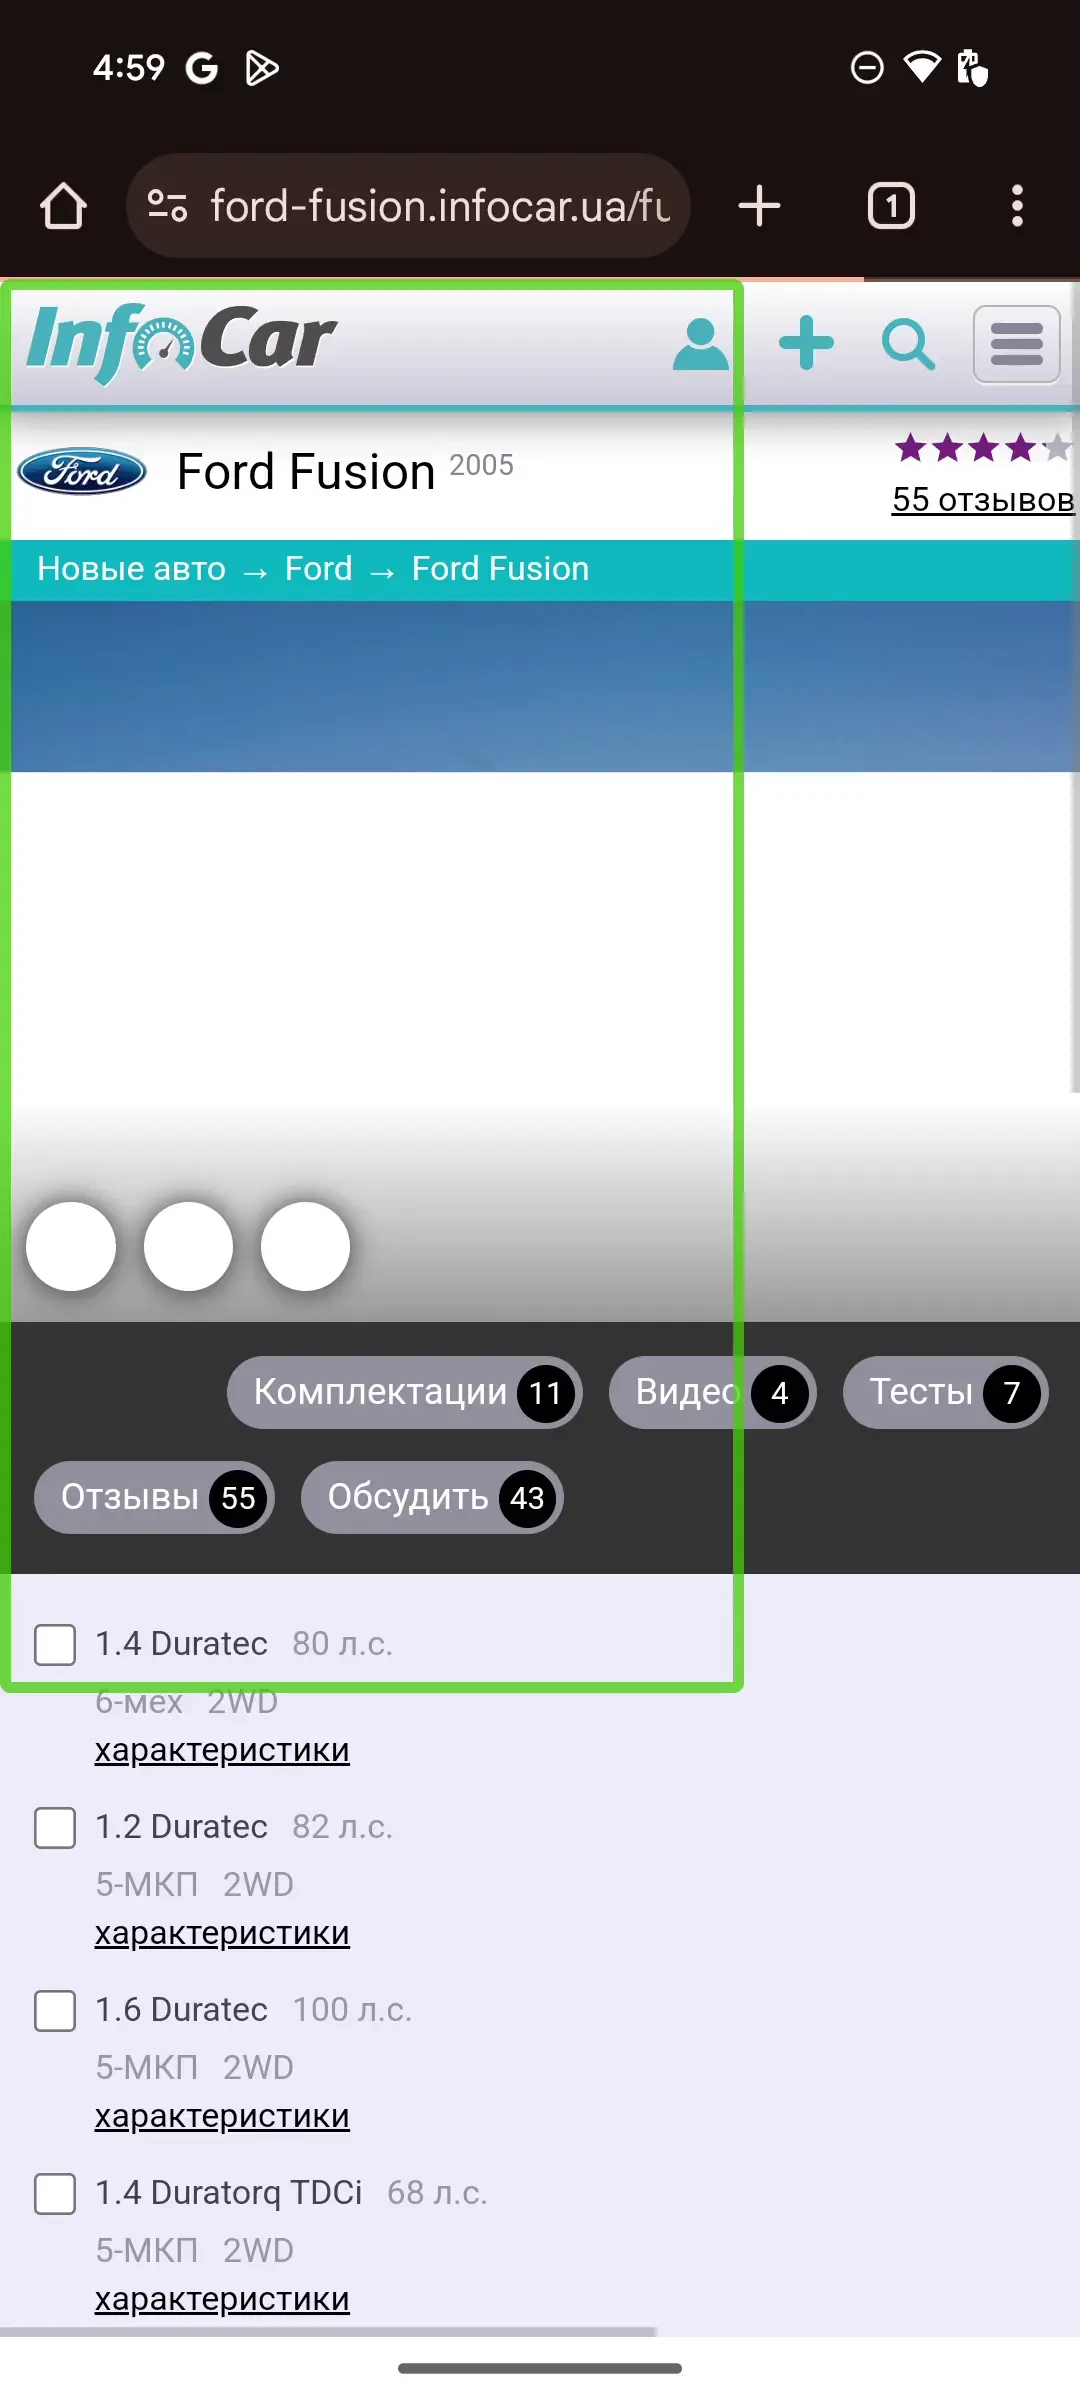 4:59
ford-fusion.infocar.ua/fu
1
InfoCar
Ford
Ford Fusion 2005
55 отзывов
Новые авто → Ford → Ford Fusion
Комплектации 11 Видео 4 Тесты 7
Отзывы 55 Обсудить 43
1.4 Duratec 80 л.с.
6-мех 2WD
характеристики
1.2 Duratec 82 л.с.
5-МКП 2WD
характеристики
1.6 Duratec 100 л.с.
5-МКП 2WD
характеристики
1.4 Duratorq TDCi 68 л.с.
5-МКП 2WD
характеристики